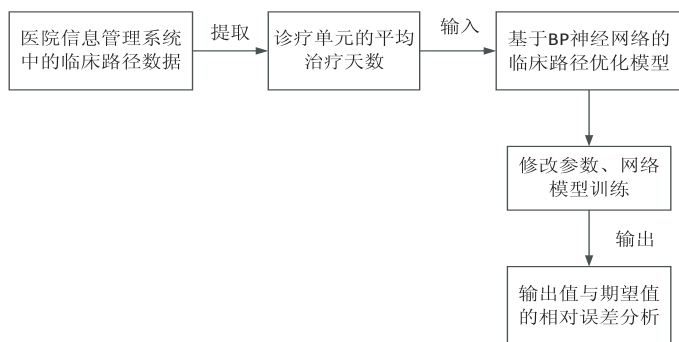 医院信息管理系统
中的临床路径数据
提取
诊疗单元的平均
治疗天数
输入
基于BP神经网络的
临床路径优化模型
修改参数、网络
模型训练
输出
输出值与期望值
的相对误差分析